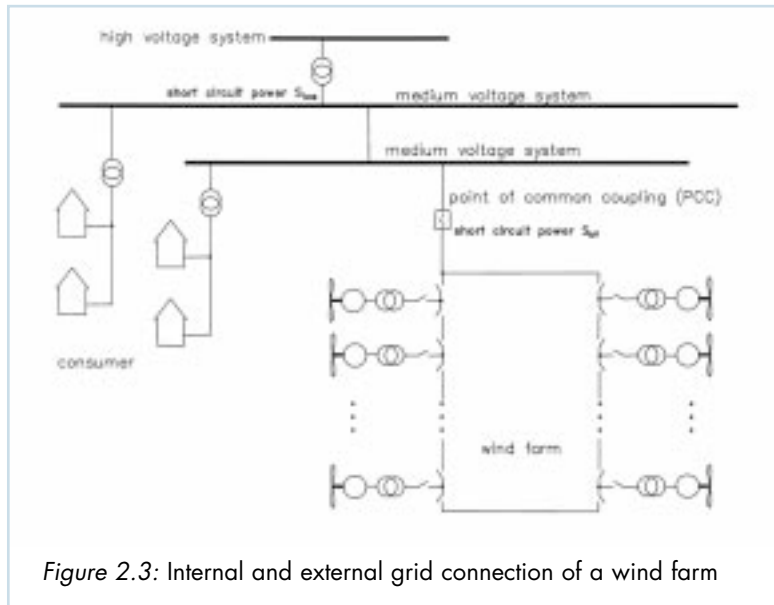 high voltage system
short circuit power S
medium voltage system
medium voltage system
point of common coupling (PCC)
short circuit power S
consumer
wind farm
Figure 2.3: Internal and external grid connection of a wind farm